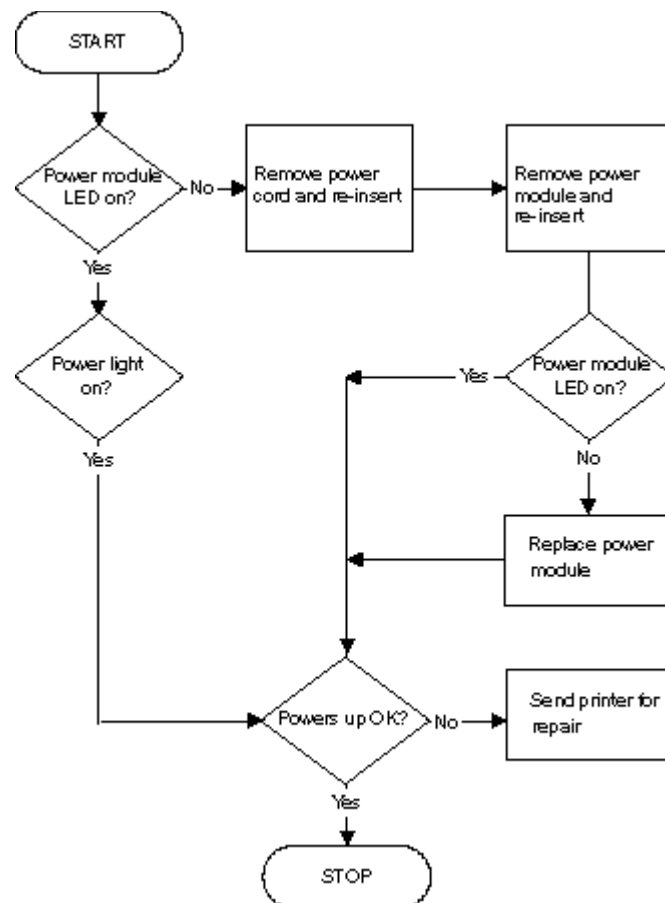 START
Power module
LED on?
No
Remove power
cord and re-insert
Remove power
module and
re-insert
Yes
Power light
on?
Yes
Power module
LED on?
Yes
No
Replace power
module
Powers up OK?
No
Send printer for
repair
Yes
STOP